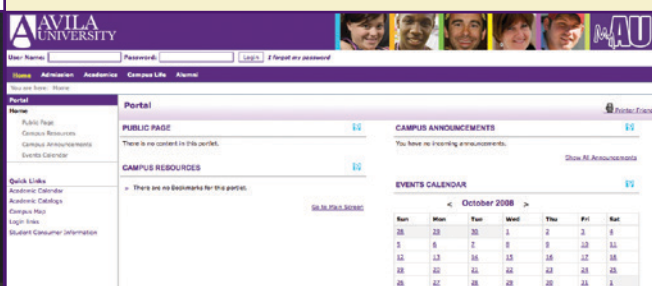 AVILA
UNIVERSITY
MyAU
User Name:
Password:
Login
I forgot my password
Home Admission Academics Campus Life Alumni
You are here: Home
Portal
Home
Public Page
Campus Resources
Campus Announcements
Events Calendar
Quick Links
Academic Calendar
Academic Catalogs
Campus Map
Login links
Student Consumer Information
Portal
Printer Frien
PUBLIC PAGE
There is no content in this portlet.
CAMPUS RESOURCES
There are no Bookmarks for this portlet.
Go to Main Screen
CAMPUS ANNOUNCEMENTS
You have no incoming announcements.
Show All Announcements
EVENTS CALENDAR
< October 2008 >
Sun Mon Tue Wed Thu Fri Sat
28 29 30 1 2 3 4
5 6 7 8 9 10 11
12 13 14 15 16 17 18
19 20 21 22 23 24 25
26 27 28 29 30 31 1